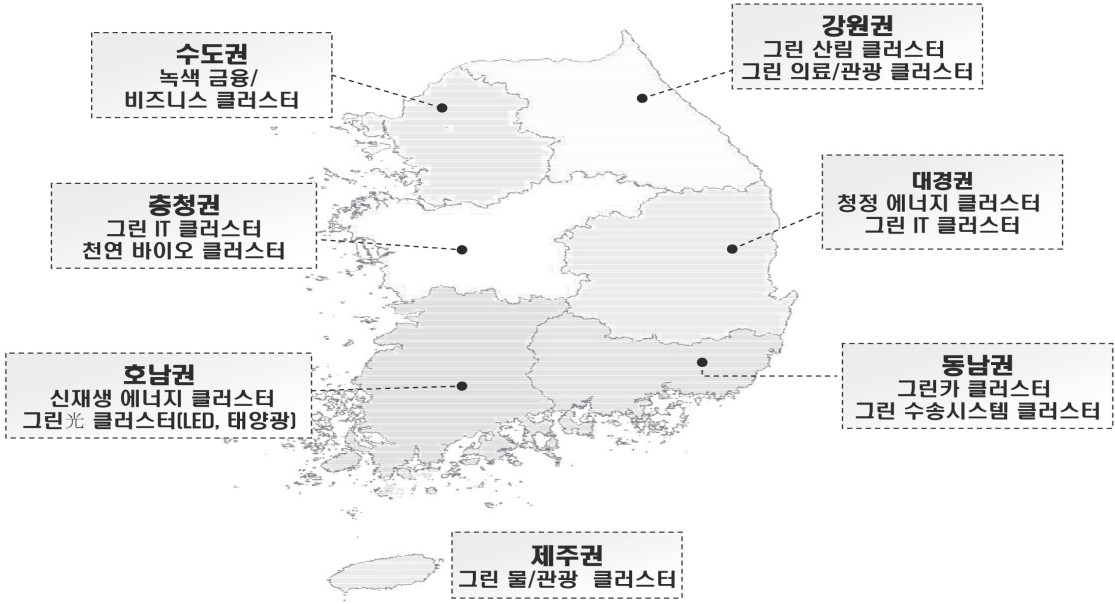 수도권
녹색 금융/
비즈니스 클러스터
강원권
그린 산림 클러스터
그린 의료/관광 클러스터
충청권
그린 IT 클러스터
천연 바이오 클러스터
대경권
청정 에너지 클러스터
그린 IT 클러스터
호남권
신재생 에너지 클러스터
그린光 클러스터(LED, 태양광)
동남권
그린카 클러스터
그린 수송시스템 클러스터
제주권
그린 물/관광 클러스터